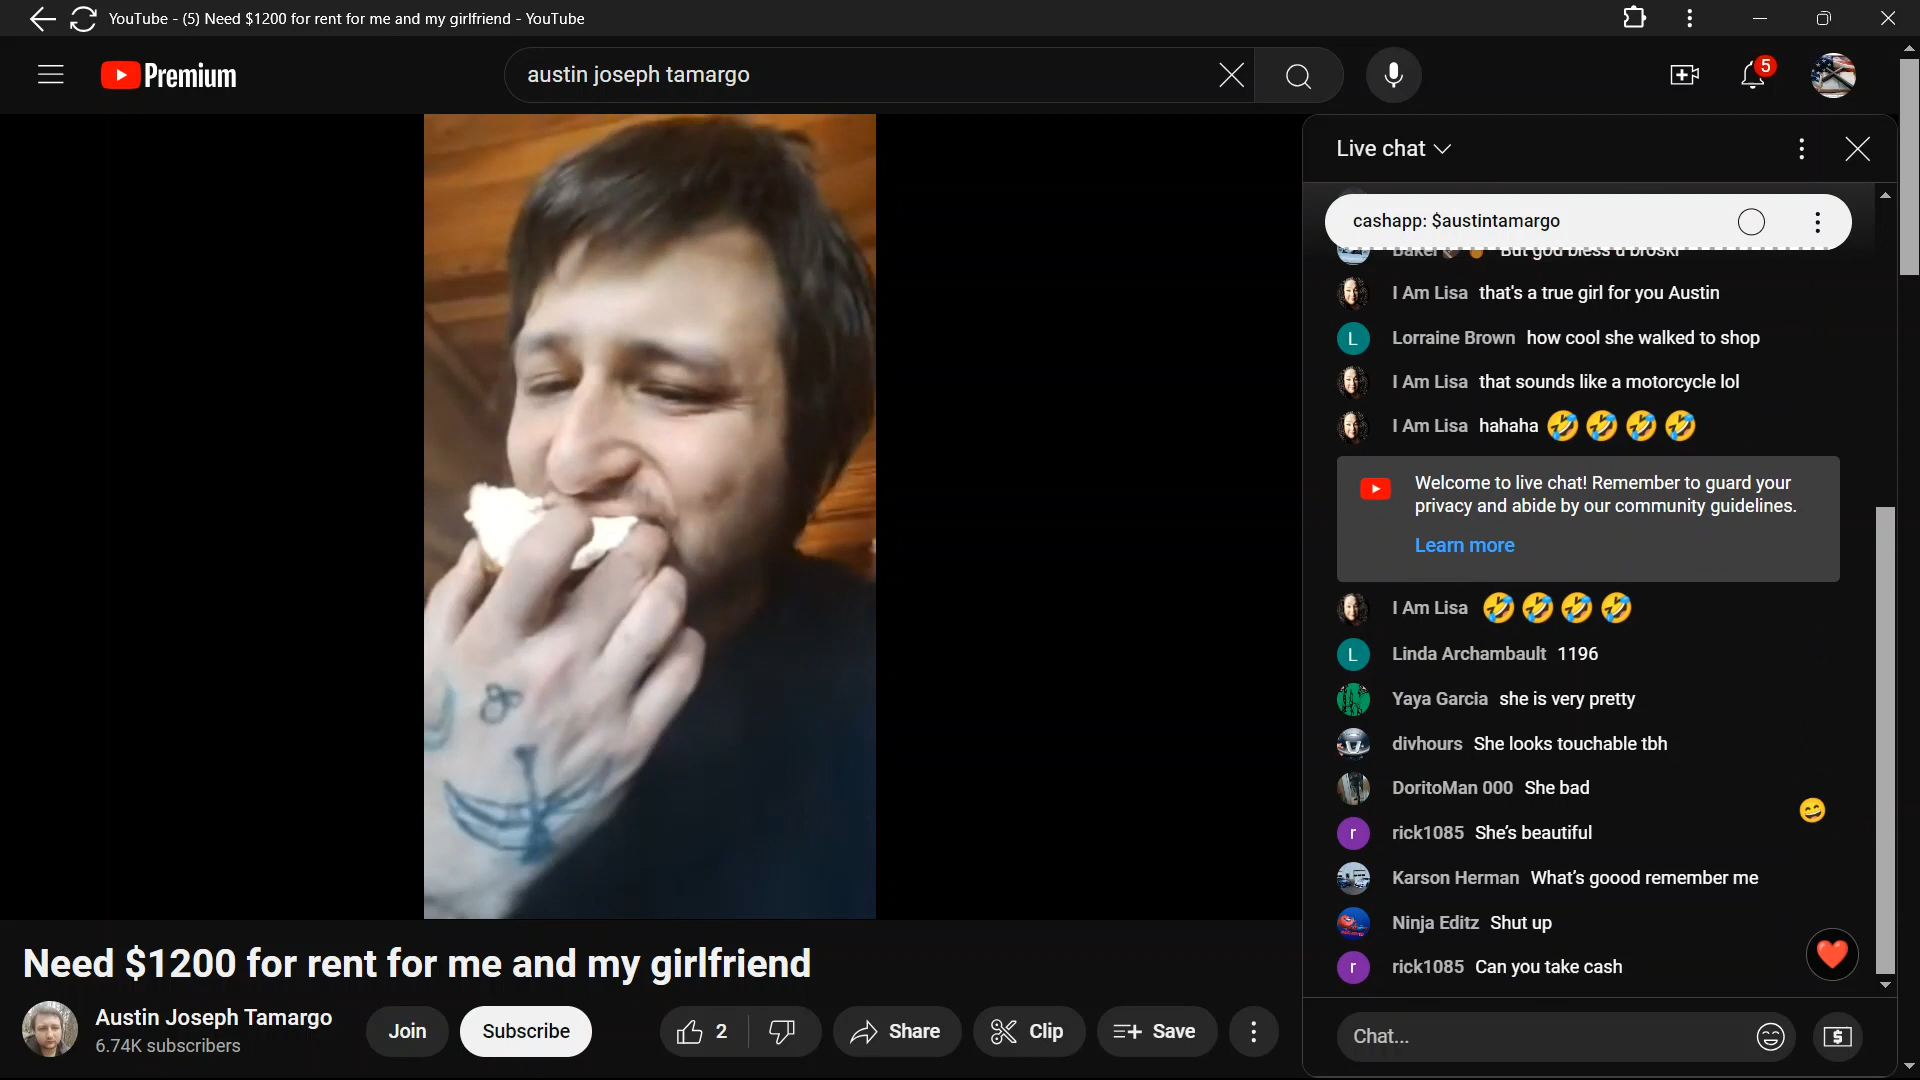 YouTube - (5) Need $1200 for rent for me and my girlfriend - YouTube
Premium
austin joseph tamargo
5
Live chat
cashapp: $austintamargo
Baker But god bless u broski
I Am Lisa that's a true girl for you Austin
Lorraine Brown how cool she walked to shop
I Am Lisa that sounds like a motorcycle lol
I Am Lisa hahaha 🤣🤣🤣🤣
Welcome to live chat! Remember to guard your
privacy and abide by our community guidelines.
Learn more
I Am Lisa 🤣🤣🤣🤣
L Linda Archambault 1196
Yaya Garcia she is very pretty
divhours She looks touchable tbh
DoritoMan 000 She bad
r rick1085 She's beautiful
Karson Herman What's goood remember me
Ninja Editz Shut up
r rick1085 Can you take cash
Chat...
Need $1200 for rent for me and my girlfriend
Austin Joseph Tamargo
6.74K subscribers
Join
Subscribe
2
Share
Clip
Save